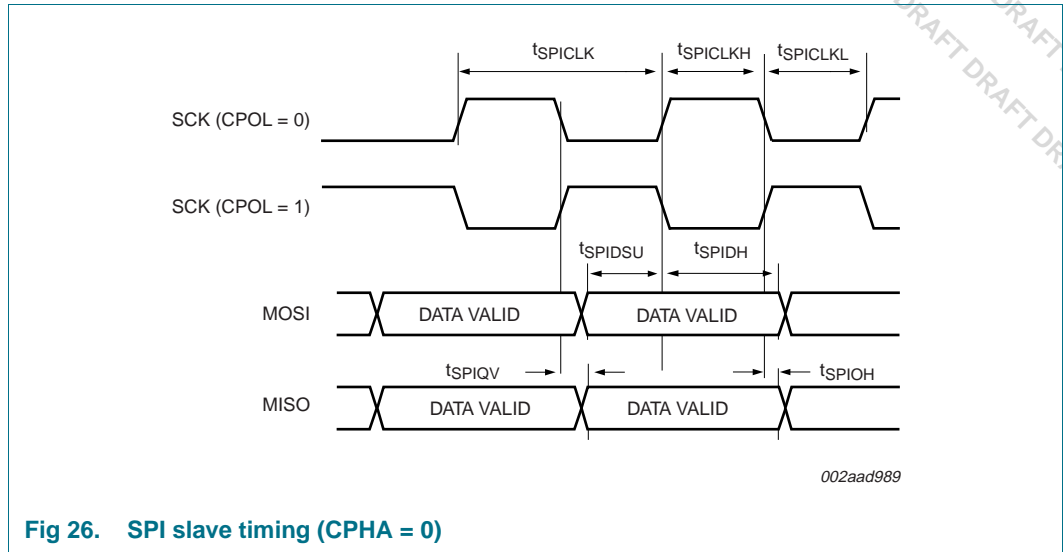 DRAFT DRAFT DR
DRAFT
tSPICLK tSPICLKH tSPICLKL
SCK (CPOL = 0)
SCK (CPOL = 1)
tSPIDSU tSPIDH
MOSI DATA VALID DATA VALID
tSPIQV tSPIOH
MISO DATA VALID DATA VALID
002aad989
Fig 26. SPI slave timing (CPHA = 0)